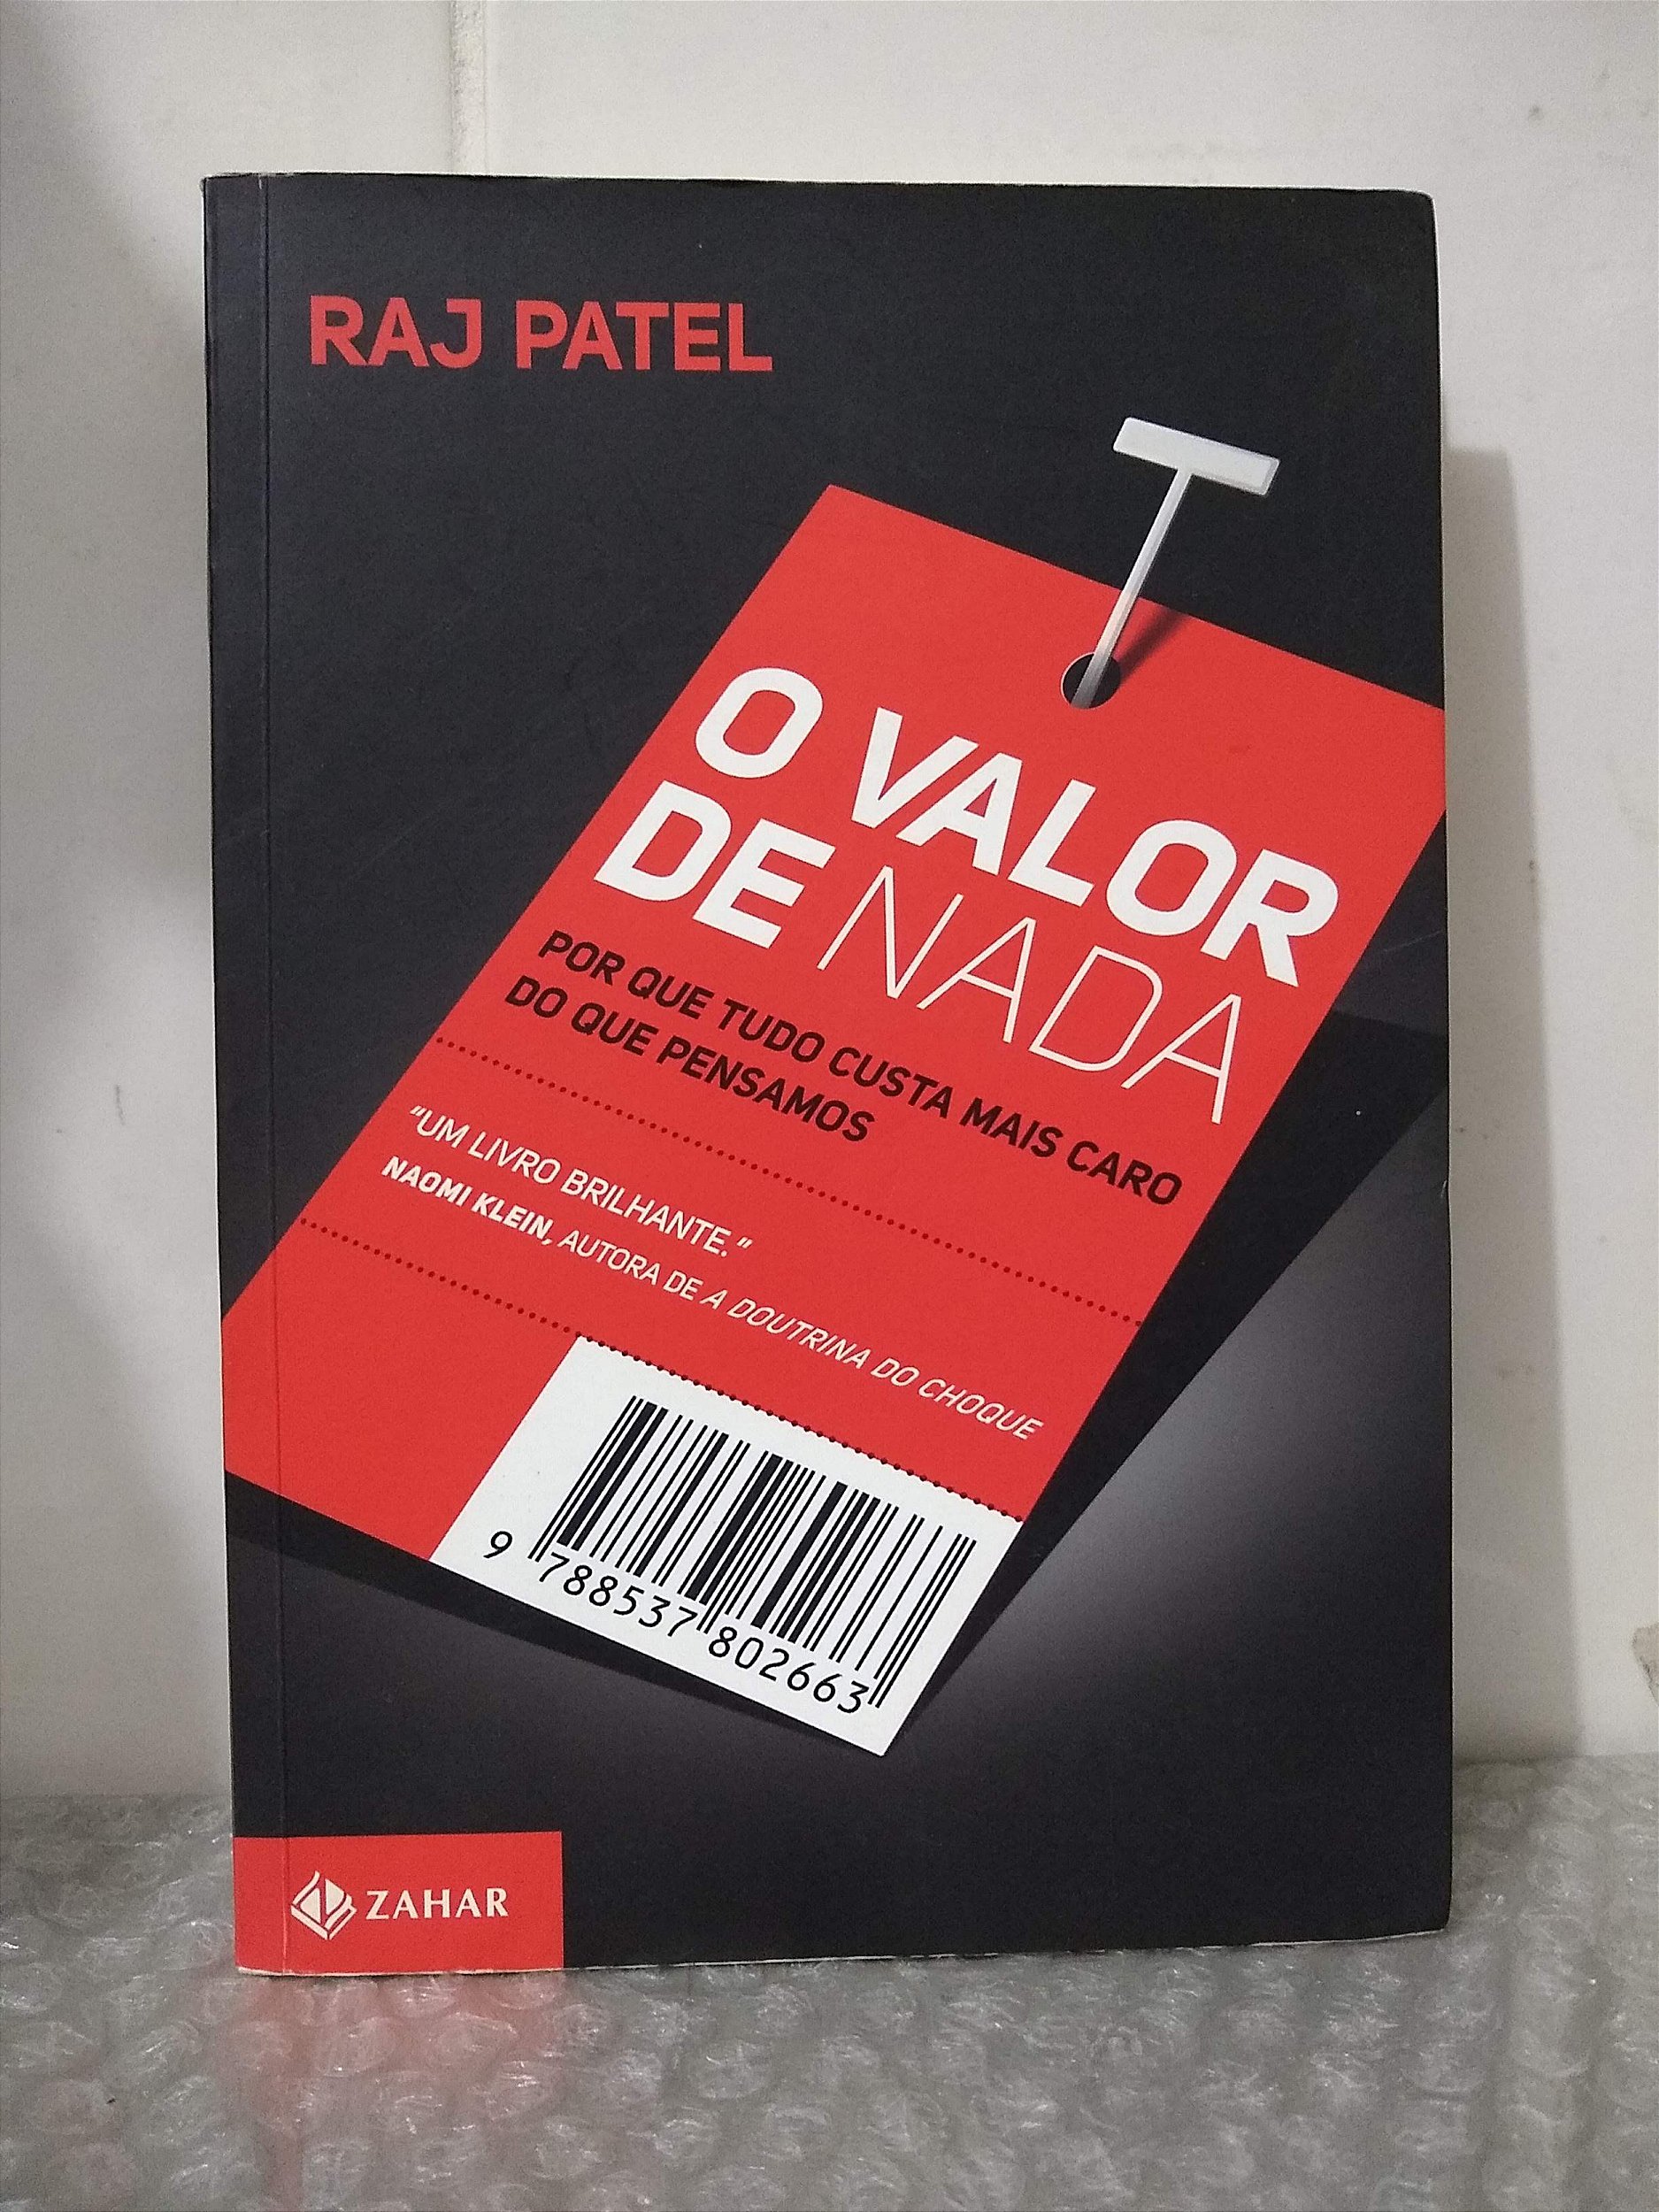 RAJ PATEL
O VALOR
DE NADA
POR QUE TUDO CUSTA MAIS CARO
DO QUE PENSAMOS
"UM LIVRO BRILHANTE."
NAOMI KLEIN, AUTORA DE A DOUTRINA DO CHOQUE
9 788537 802663
ZAHAR